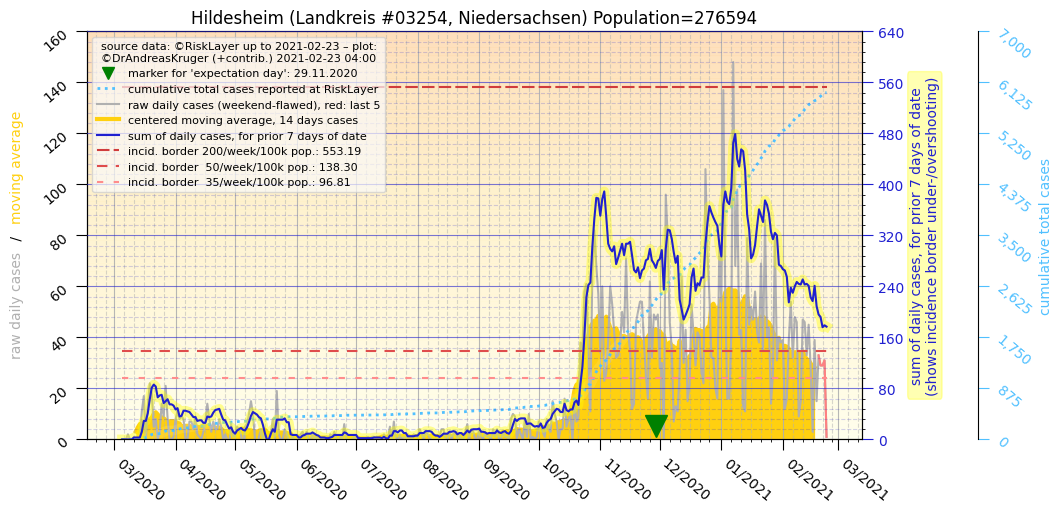 Hildesheim (Landkreis #03254, Niedersachsen) Population=276594
source data: ©RiskLayer up to 2021-02-23 – plot:
©DrAndreasKruger (+contrib.) 2021-02-23 04:00
marker for 'expectation day': 29.11.2020
cumulative total cases reported at RiskLayer
raw daily cases (weekend-flawed), red: last 5
centered moving average, 14 days cases
sum of daily cases, for prior 7 days of date
incid. border 200/week/100k pop.: 553.19
incid. border  50/week/100k pop.: 138.30
incid. border  35/week/100k pop.: 96.81
raw daily cases / moving average
160
140
120
100
80
60
40
20
0
640
560
480
400
320
240
160
80
0
sum of daily cases, for prior 7 days of date
(shows incidence border under-/overshooting)
7,000
6,125
5,250
4,375
3,500
2,625
1,750
875
0
cumulative total cases
03/2020
04/2020
05/2020
06/2020
07/2020
08/2020
09/2020
10/2020
11/2020
12/2020
01/2021
02/2021
03/2021